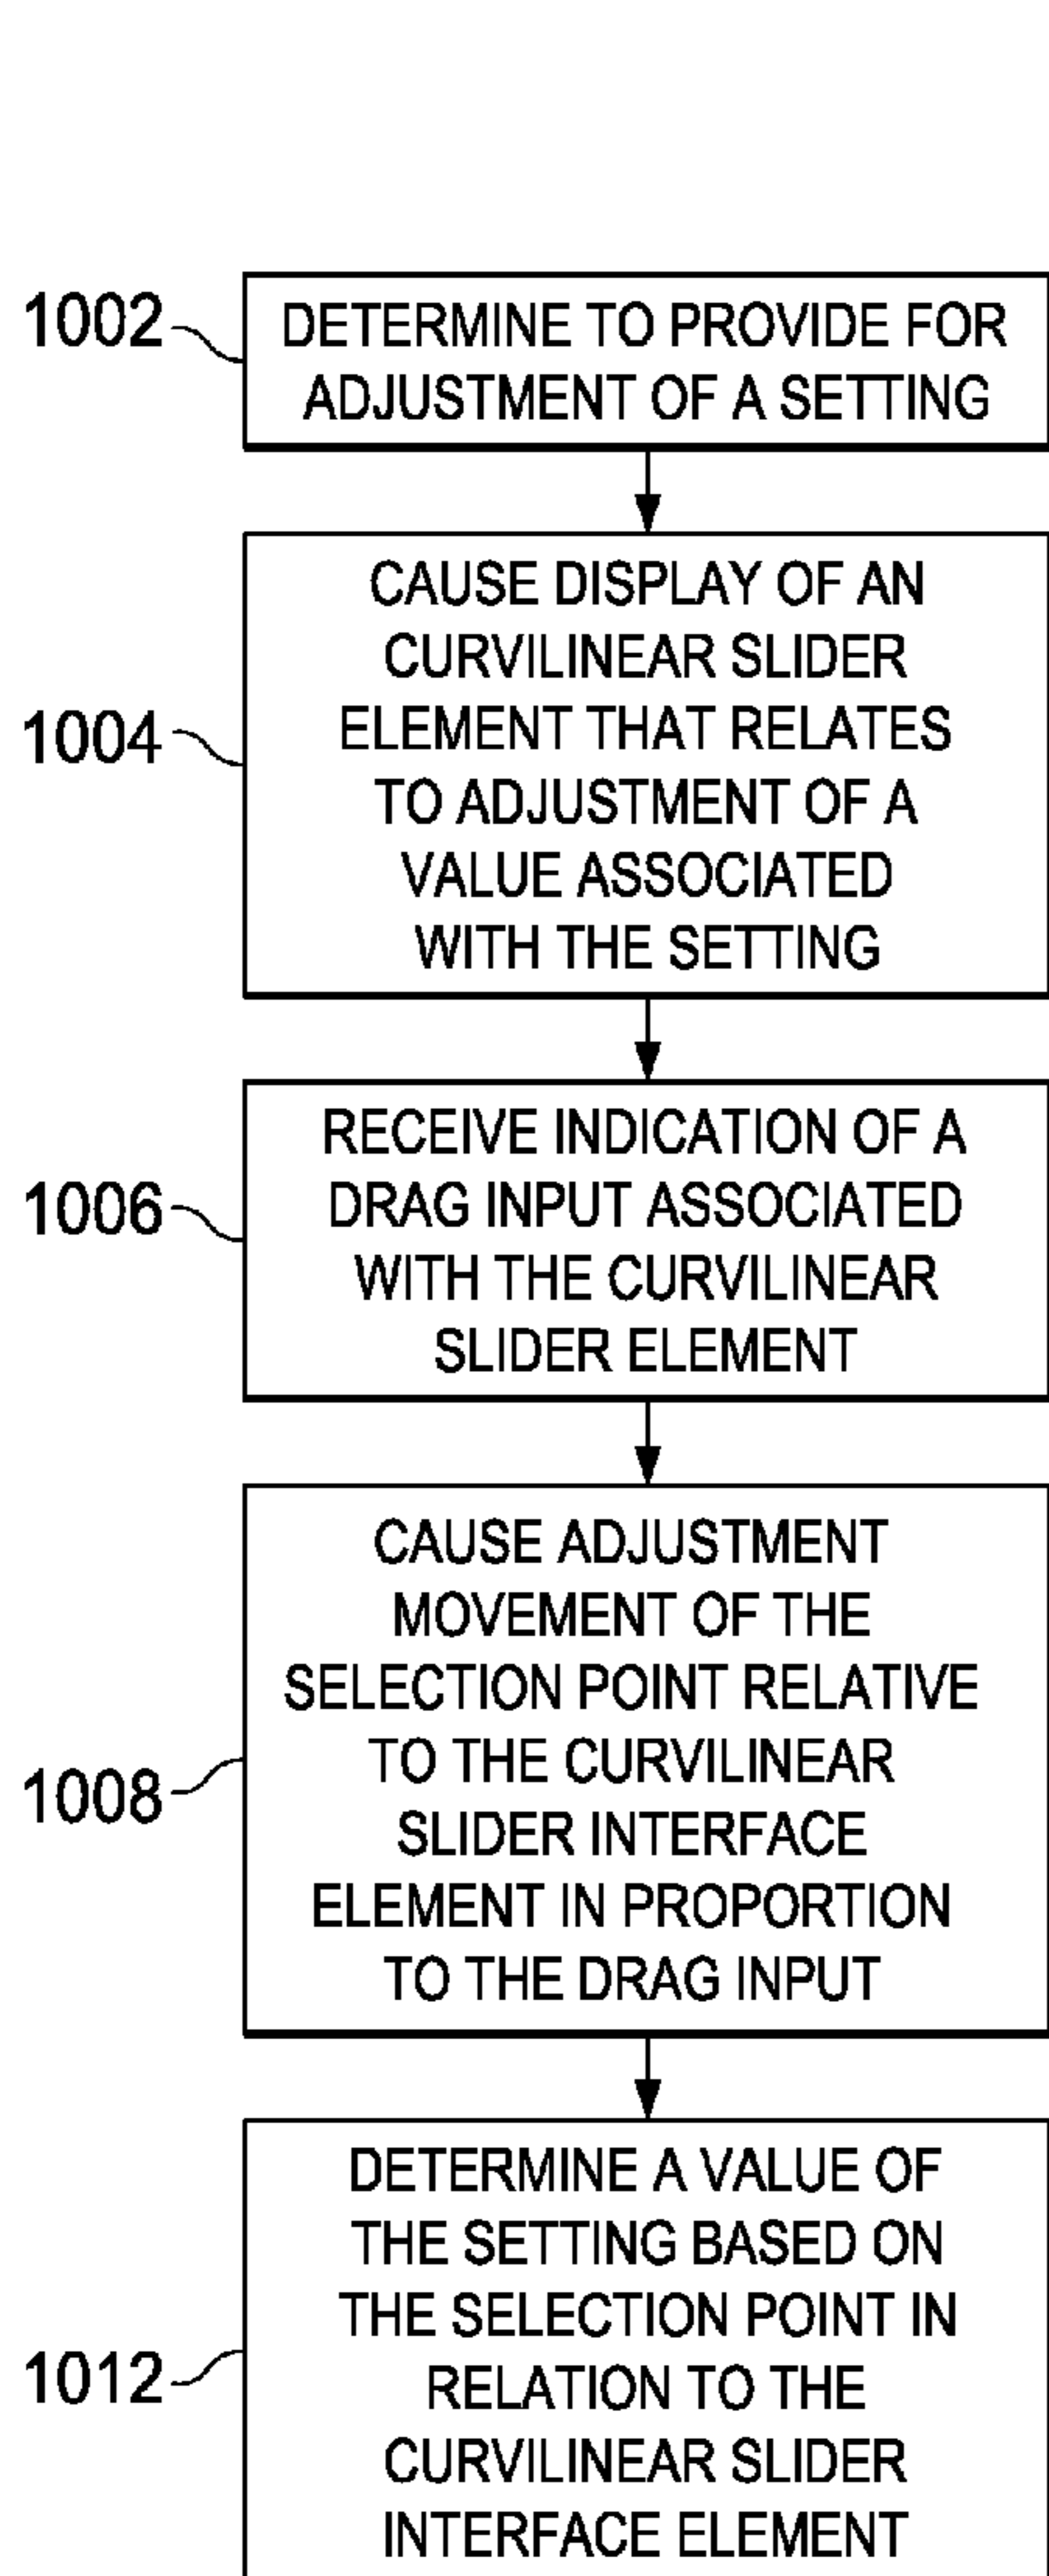 1002
DETERMINE TO PROVIDE FOR
ADJUSTMENT OF A SETTING
1004
CAUSE DISPLAY OF AN
CURVILINEAR SLIDER
ELEMENT THAT RELATES
TO ADJUSTMENT OF A
VALUE ASSOCIATED
WITH THE SETTING
1006
RECEIVE INDICATION OF A
DRAG INPUT ASSOCIATED
WITH THE CURVILINEAR
SLIDER ELEMENT
1008
CAUSE ADJUSTMENT
MOVEMENT OF THE
SELECTION POINT RELATIVE
TO THE CURVILINEAR
SLIDER INTERFACE
ELEMENT IN PROPORTION
TO THE DRAG INPUT
1012
DETERMINE A VALUE OF
THE SETTING BASED ON
THE SELECTION POINT IN
RELATION TO THE
CURVILINEAR SLIDER
INTERFACE ELEMENT